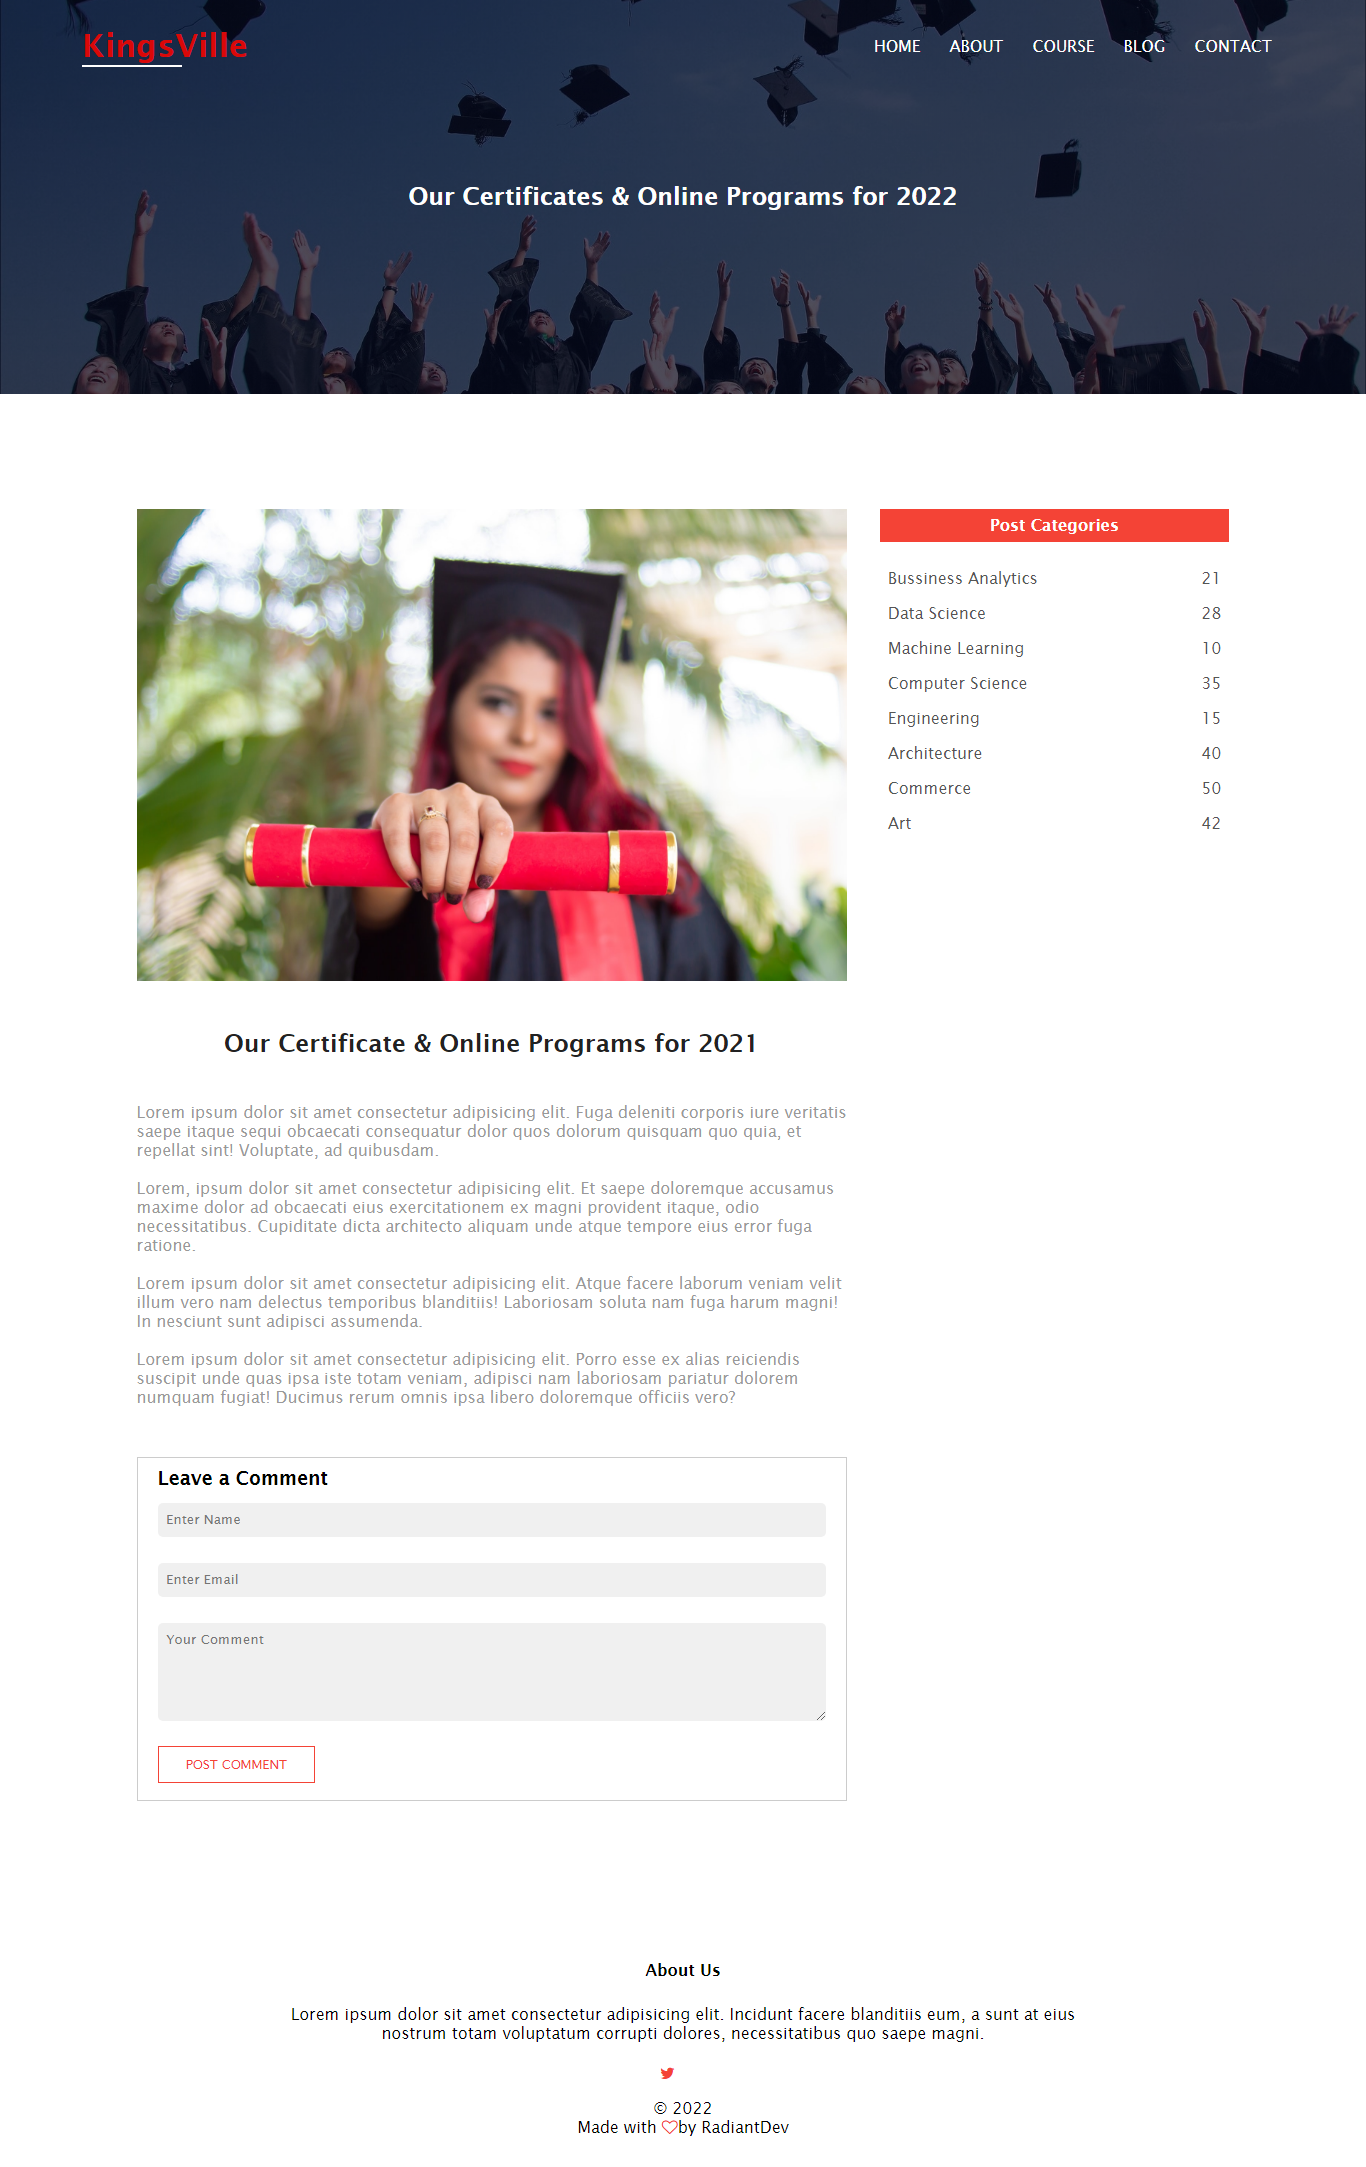 KingsVille
HOME ABOUT COURSE BLOG CONTACT
Our Certificates & Online Programs for 2022
Post Categories
Bussiness Analytics 21
Data Science 28
Machine Learning 10
Computer Science 35
Engineering 15
Architecture 40
Commerce 50
Art 42
Our Certificate & Online Programs for 2021
Lorem ipsum dolor sit amet consectetur adipisicing elit. Fuga deleniti corporis iure veritatis
saepe itaque sequi obcaecati consequatur dolor quos dolorum quisquam quo quia, et
repellat sint! Voluptate, ad quibusdam.
Lorem, ipsum dolor sit amet consectetur adipisicing elit. Et saepe doloremque accusamus
maxime dolor ad obcaecati eius exercitationem ex magni provident itaque, odio
necessitatibus. Cupiditate dicta architecto aliquam unde atque tempore eius error fuga
ratione.
Lorem ipsum dolor sit amet consectetur adipisicing elit. Atque facere laborum veniam velit
illum vero nam delectus temporibus blanditiis! Laboriosam soluta nam fuga harum magni!
In nesciunt sunt adipisci assumenda.
Lorem ipsum dolor sit amet consectetur adipisicing elit. Porro esse ex alias reiciendis
suscipit unde quas ipsa iste totam veniam, adipisci nam laboriosam pariatur dolorem
numquam fugiat! Ducimus rerum omnis ipsa libero doloremque officiis vero?
Leave a Comment
Enter Name
Enter Email
Your Comment
POST COMMENT
About Us
Lorem ipsum dolor sit amet consectetur adipisicing elit. Incidunt facere blanditiis eum, a sunt at eius
nostrum totam voluptatum corrupti dolores, necessitatibus quo saepe magni.
© 2022
Made with ♡by RadiantDev